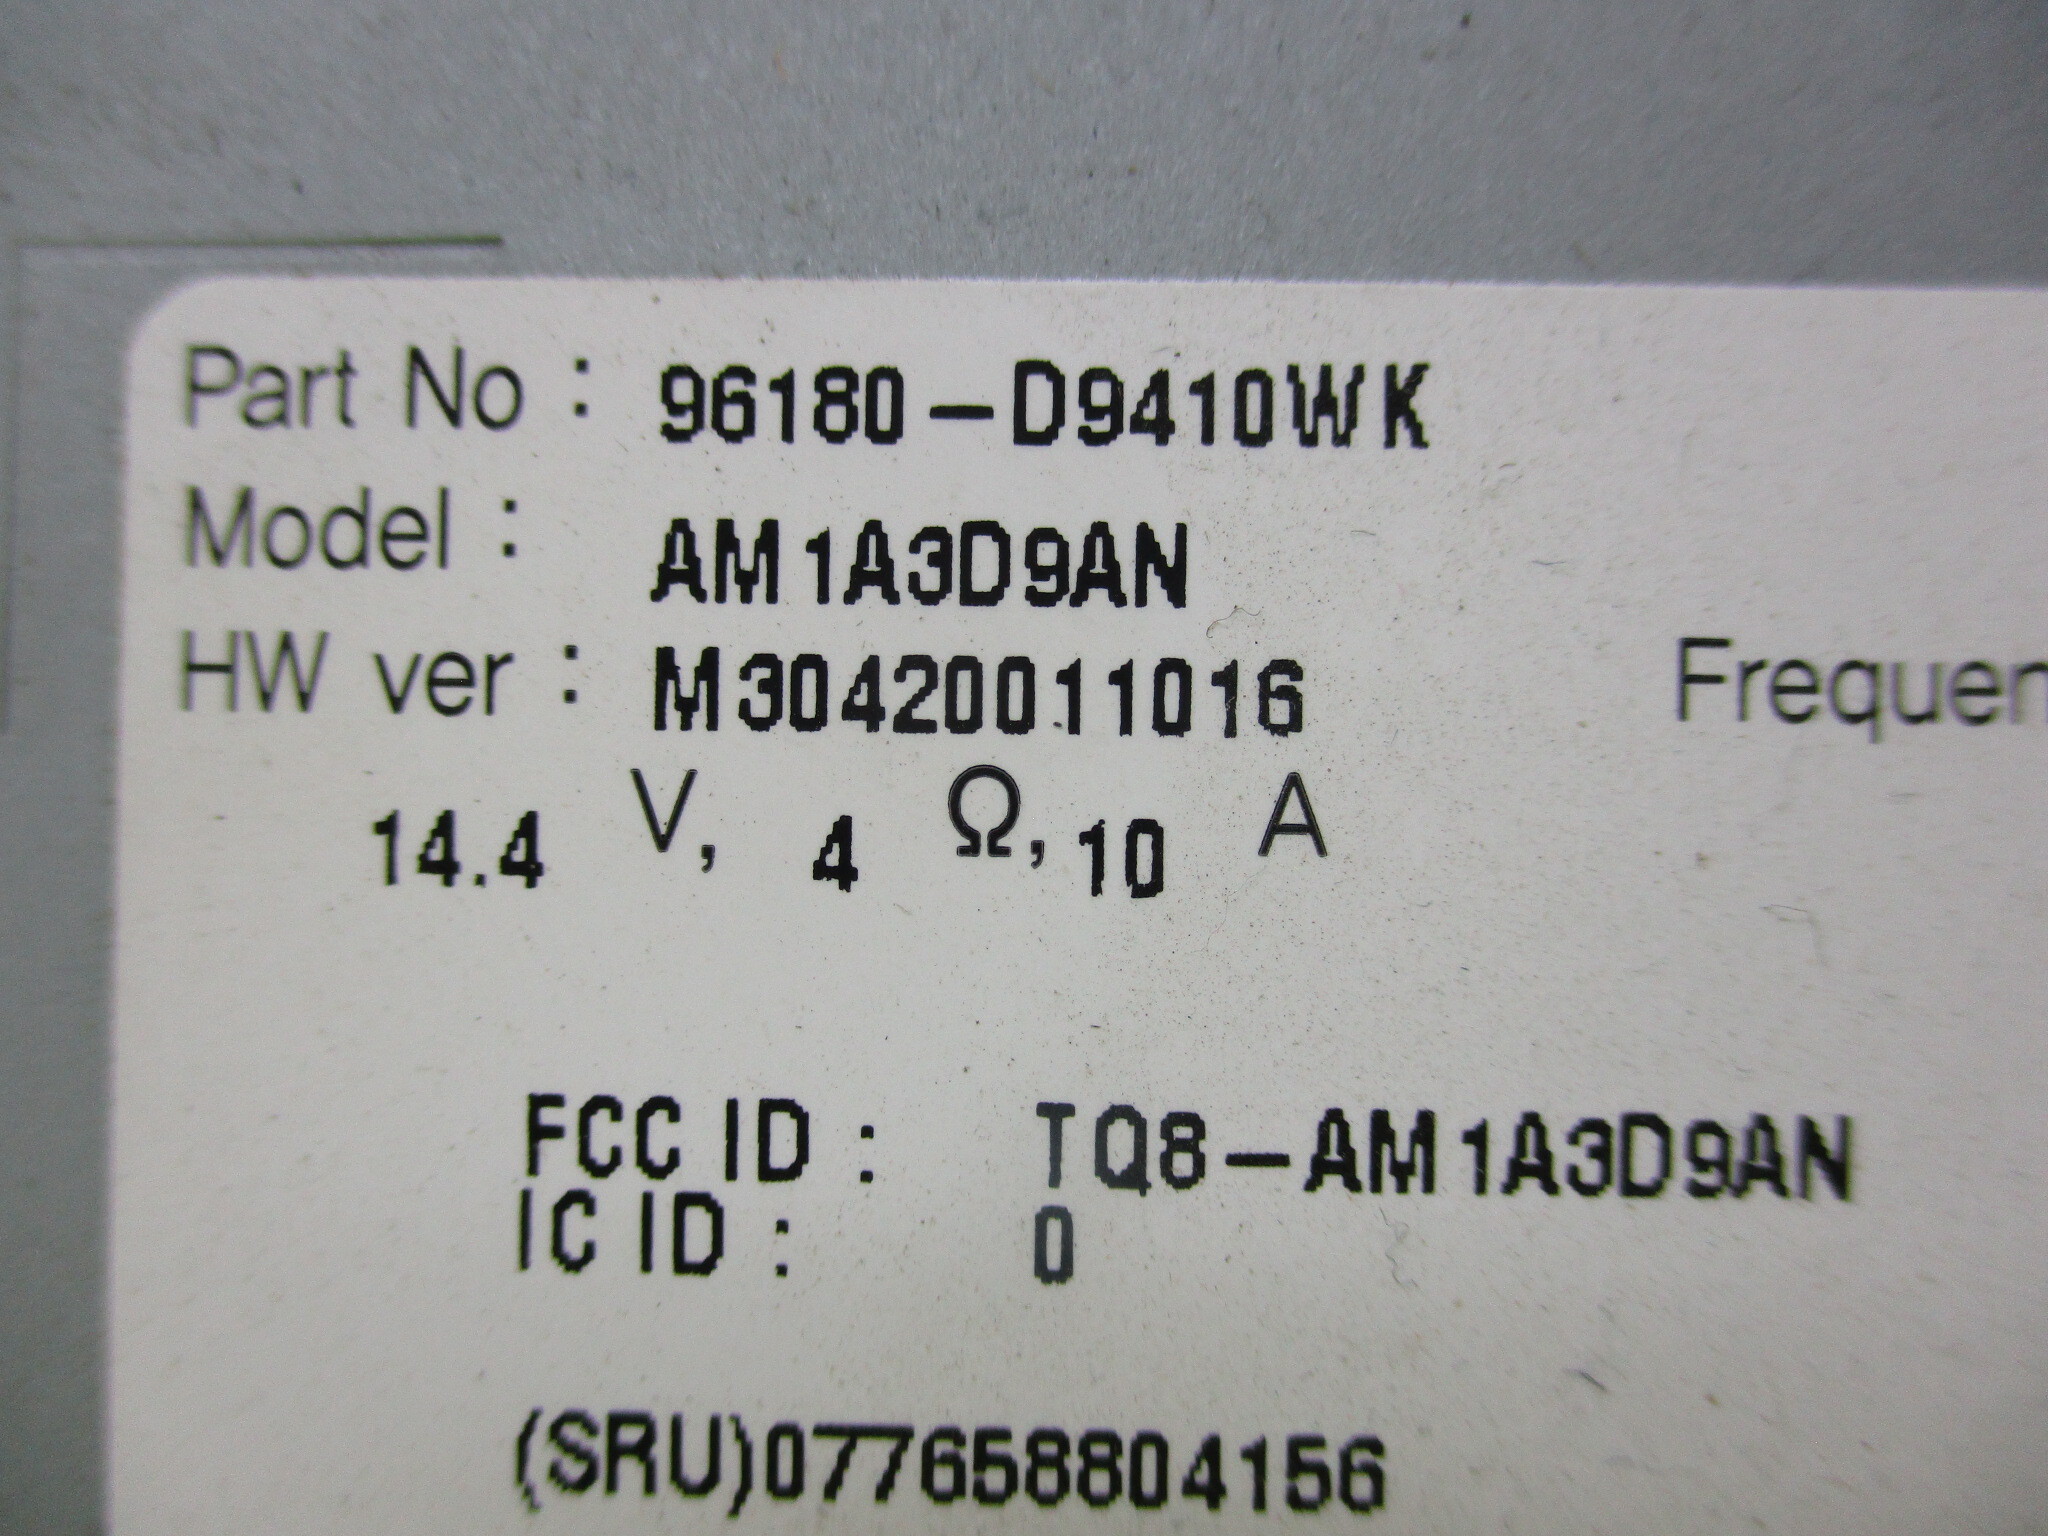 Part No : 96180-D9410WK
Model : AM1A3D9AN
HW ver : M30420011016 Frequen
14.4 V, 4 Ω, 10 A
FCC ID : TQ8-AM1A3D9AN
IC ID : 0
(SRU)077658804156